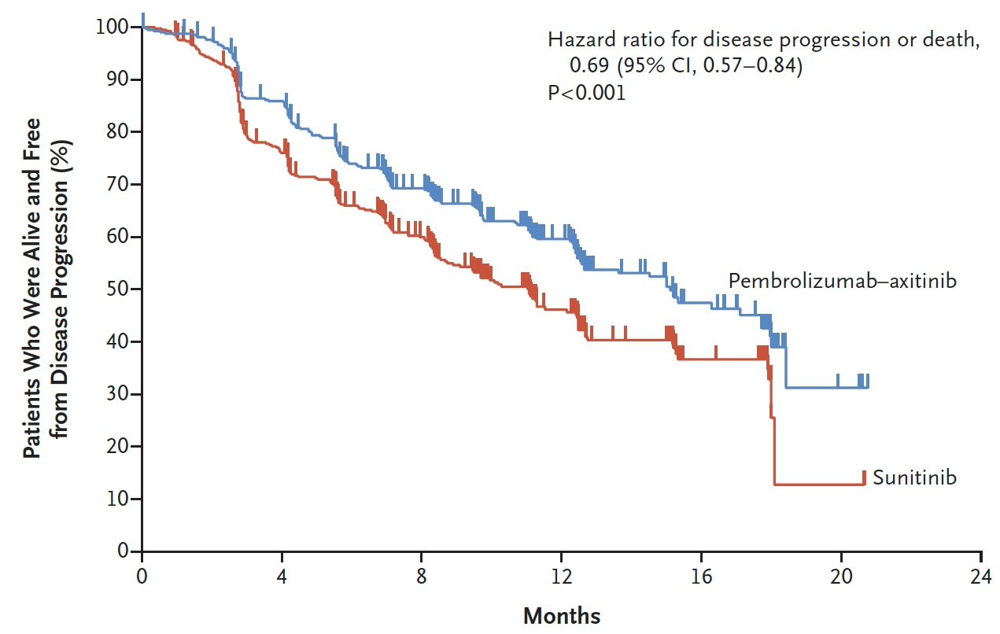 Hazard ratio for disease progression or death,
0.69 (95% CI, 0.57–0.84)
P<0.001
Patients Who Were Alive and Free
from Disease Progression (%)
100
90
80
70
60
50
40
30
20
10
0
Pembrolizumab–axitinib
Sunitinib
0 4 8 12 16 20 24
Months